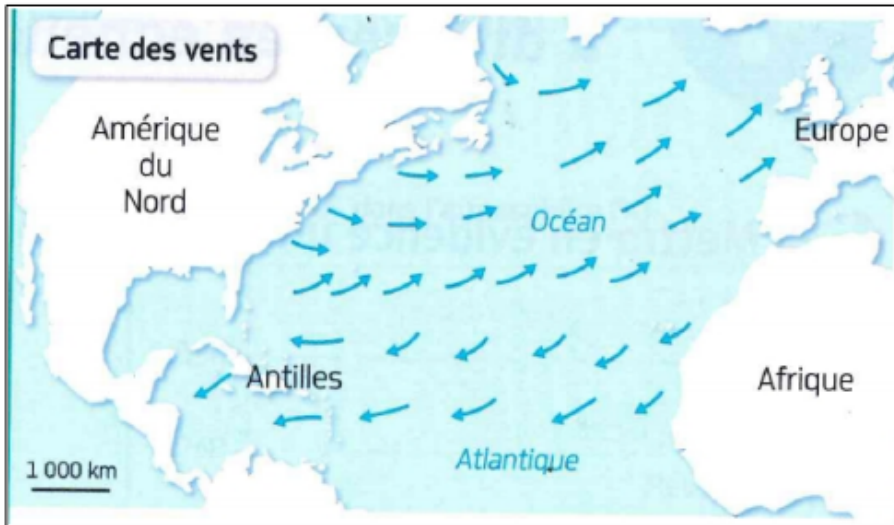 Carte des vents
Amérique
du
Nord
Europe
Océan
Antilles
Afrique
Atlantique
1 000 km